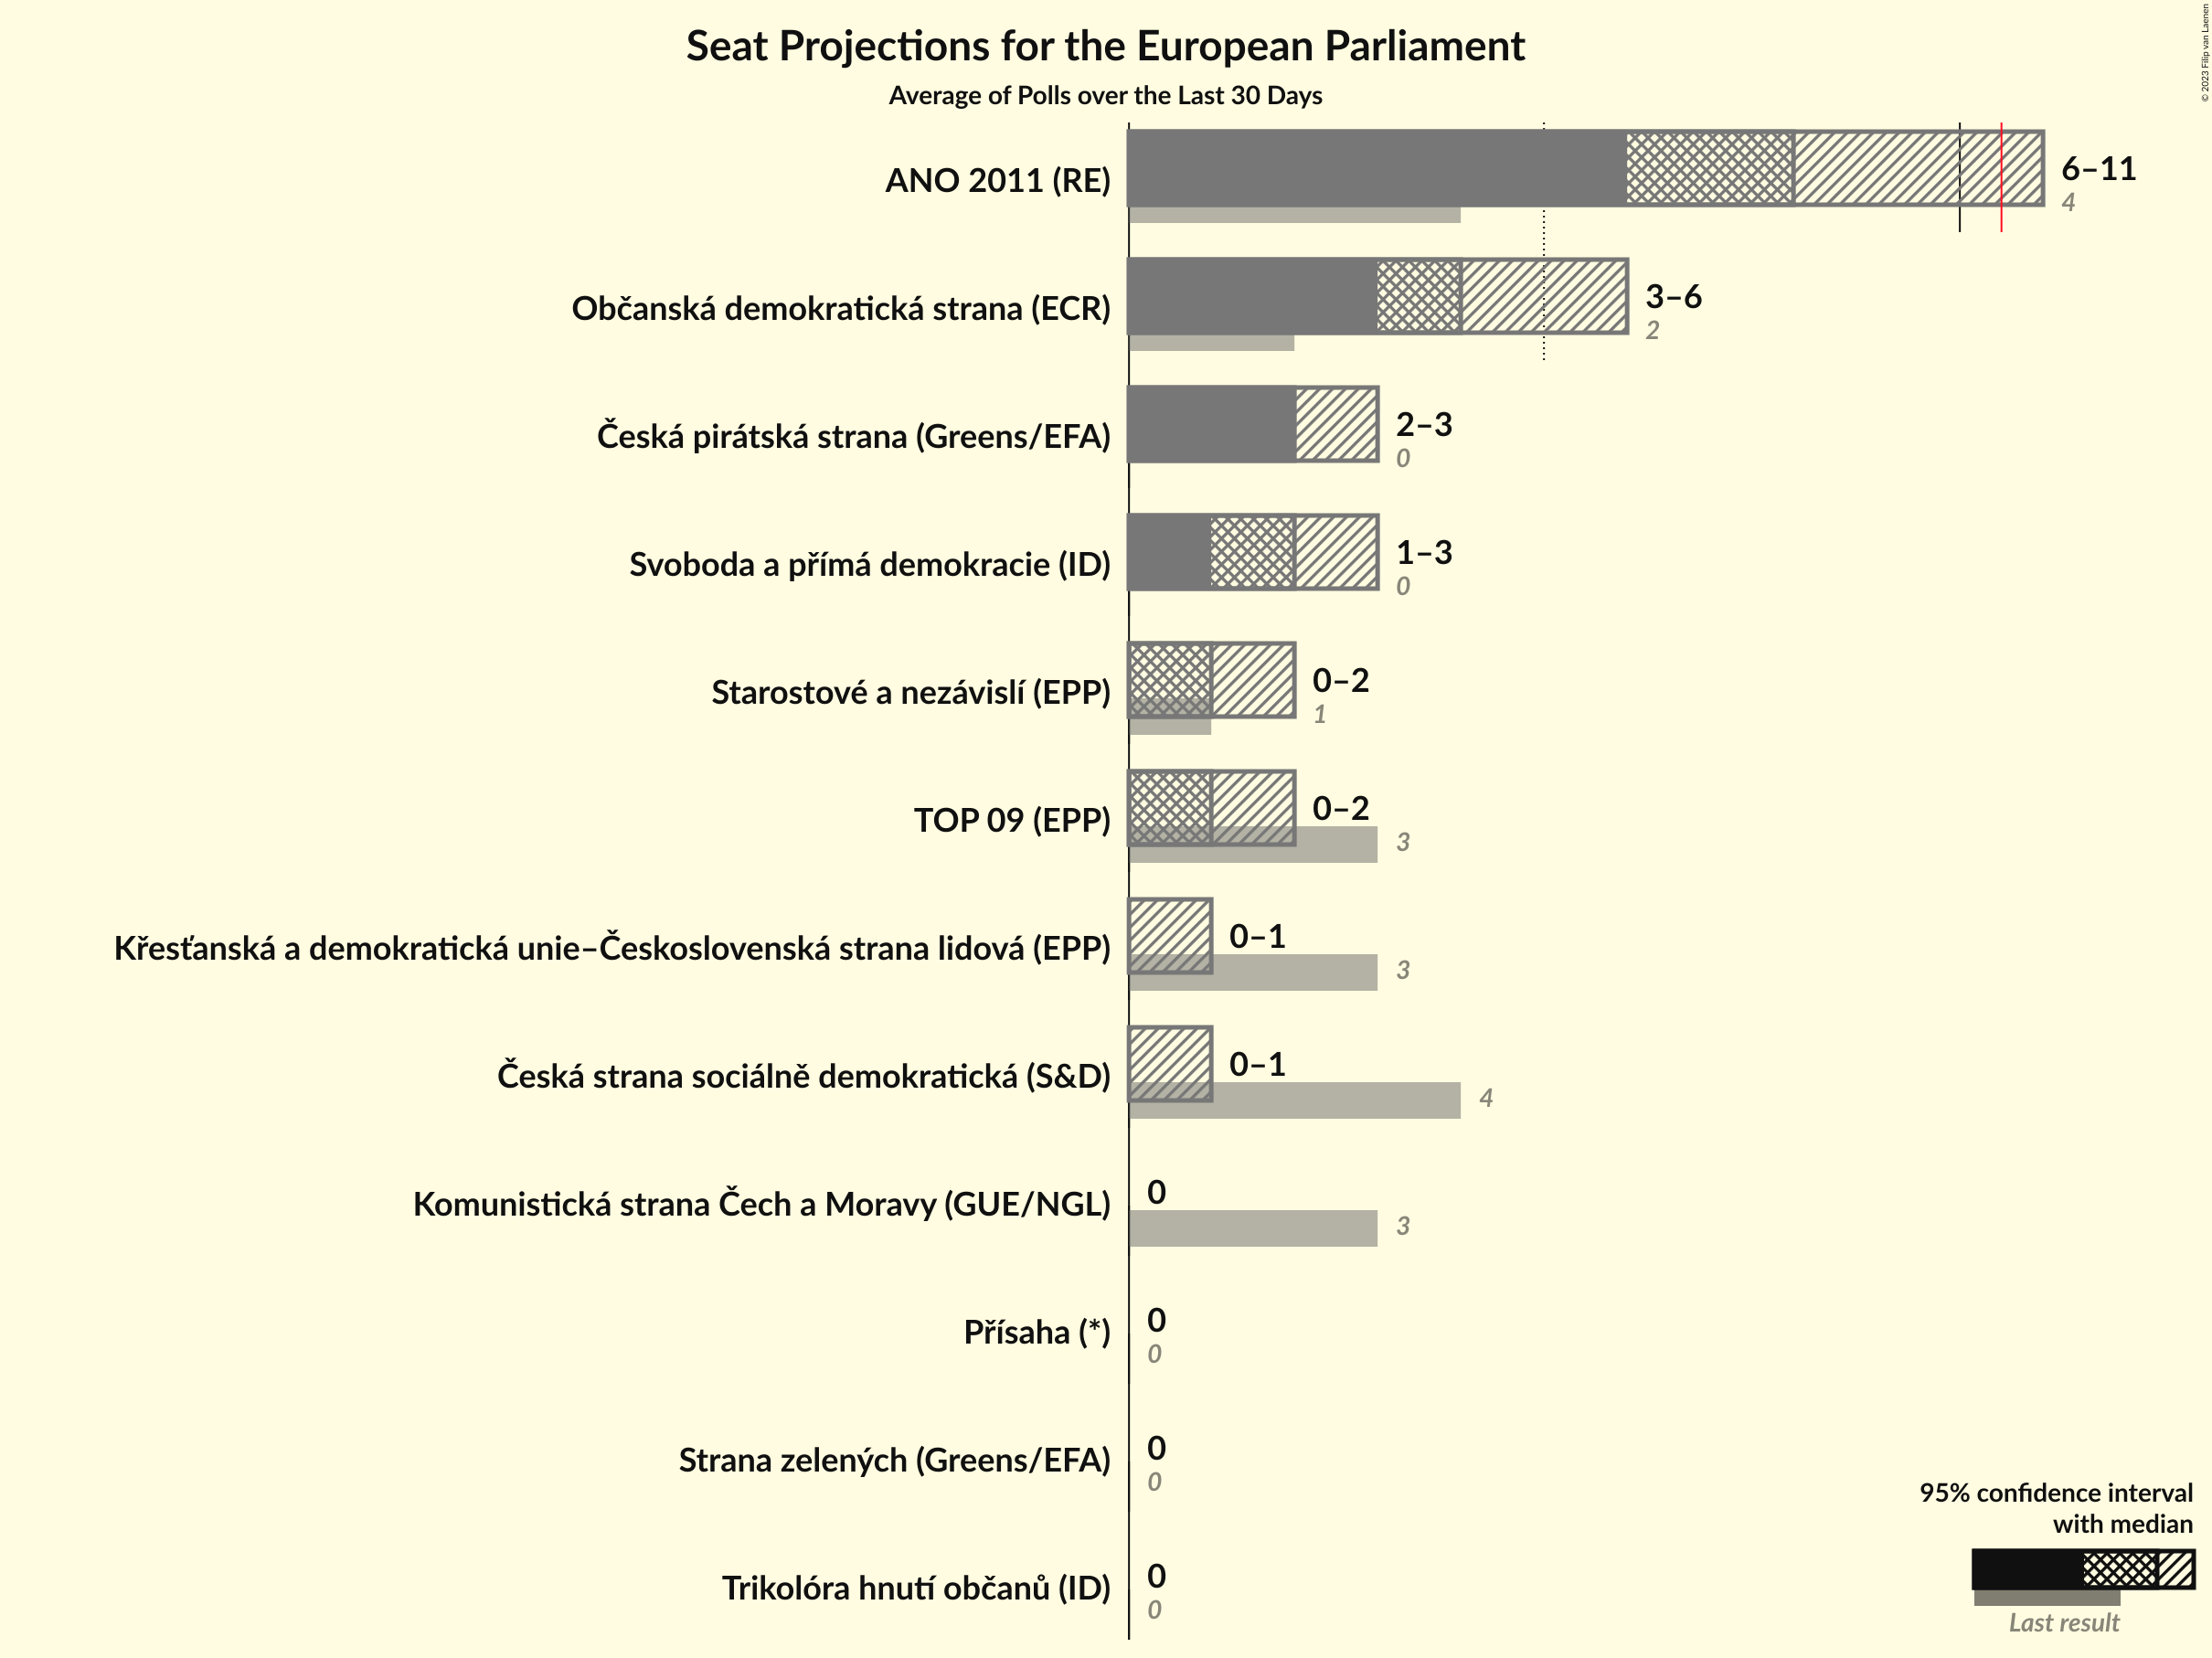 Seat Projections for the European Parliament
Average of Polls over the Last 30 Days
© 2023 Filip van Laenen
ANO 2011 (RE)
6–11
4
Občanská demokratická strana (ECR)
3–6
2
Česká pirátská strana (Greens/EFA)
2–3
0
Svoboda a přímá demokracie (ID)
1–3
0
Starostové a nezávislí (EPP)
0–2
1
TOP 09 (EPP)
0–2
3
Křesťanská a demokratická unie–Československá strana lidová (EPP)
0–1
3
Česká strana sociálně demokratická (S&D)
0–1
4
Komunistická strana Čech a Moravy (GUE/NGL)
0
3
Přísaha (*)
0
0
Strana zelených (Greens/EFA)
0
0
Trikolóra hnutí občanů (ID)
0
0
95% confidence interval
with median
Last result